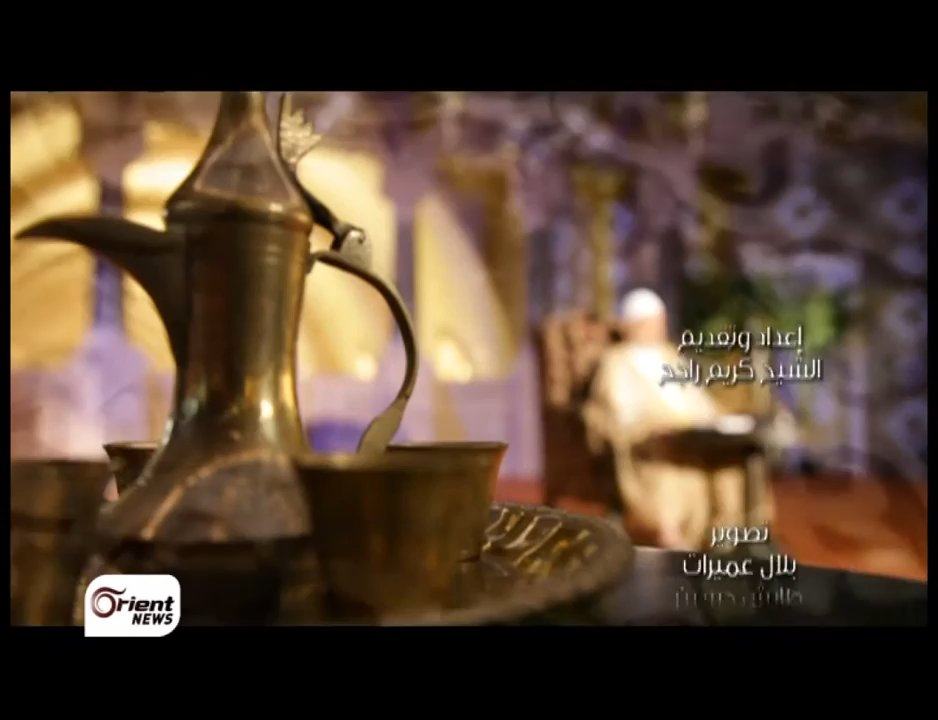 إعداد وتقديم
الشيخ كريم راجح
تصوير
بلال عميرات
Orient
NEWS